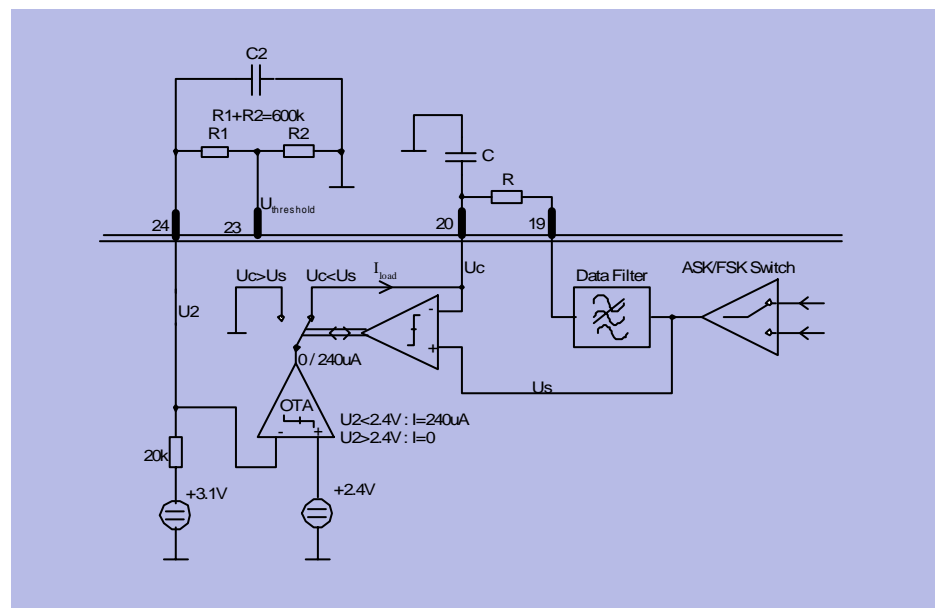 C2
R1+R2=600k
R1
R2
C
R
Uthreshold
24
23
20
19
Uc>Us
Uc<Us
Iload
Uc
Data Filter
ASK/FSK Switch
U2
-
+
0 / 240uA
Us
OTA
U2<2.4V : I=240uA
U2>2.4V : I=0
-
+
20k
+3.1V
+2.4V